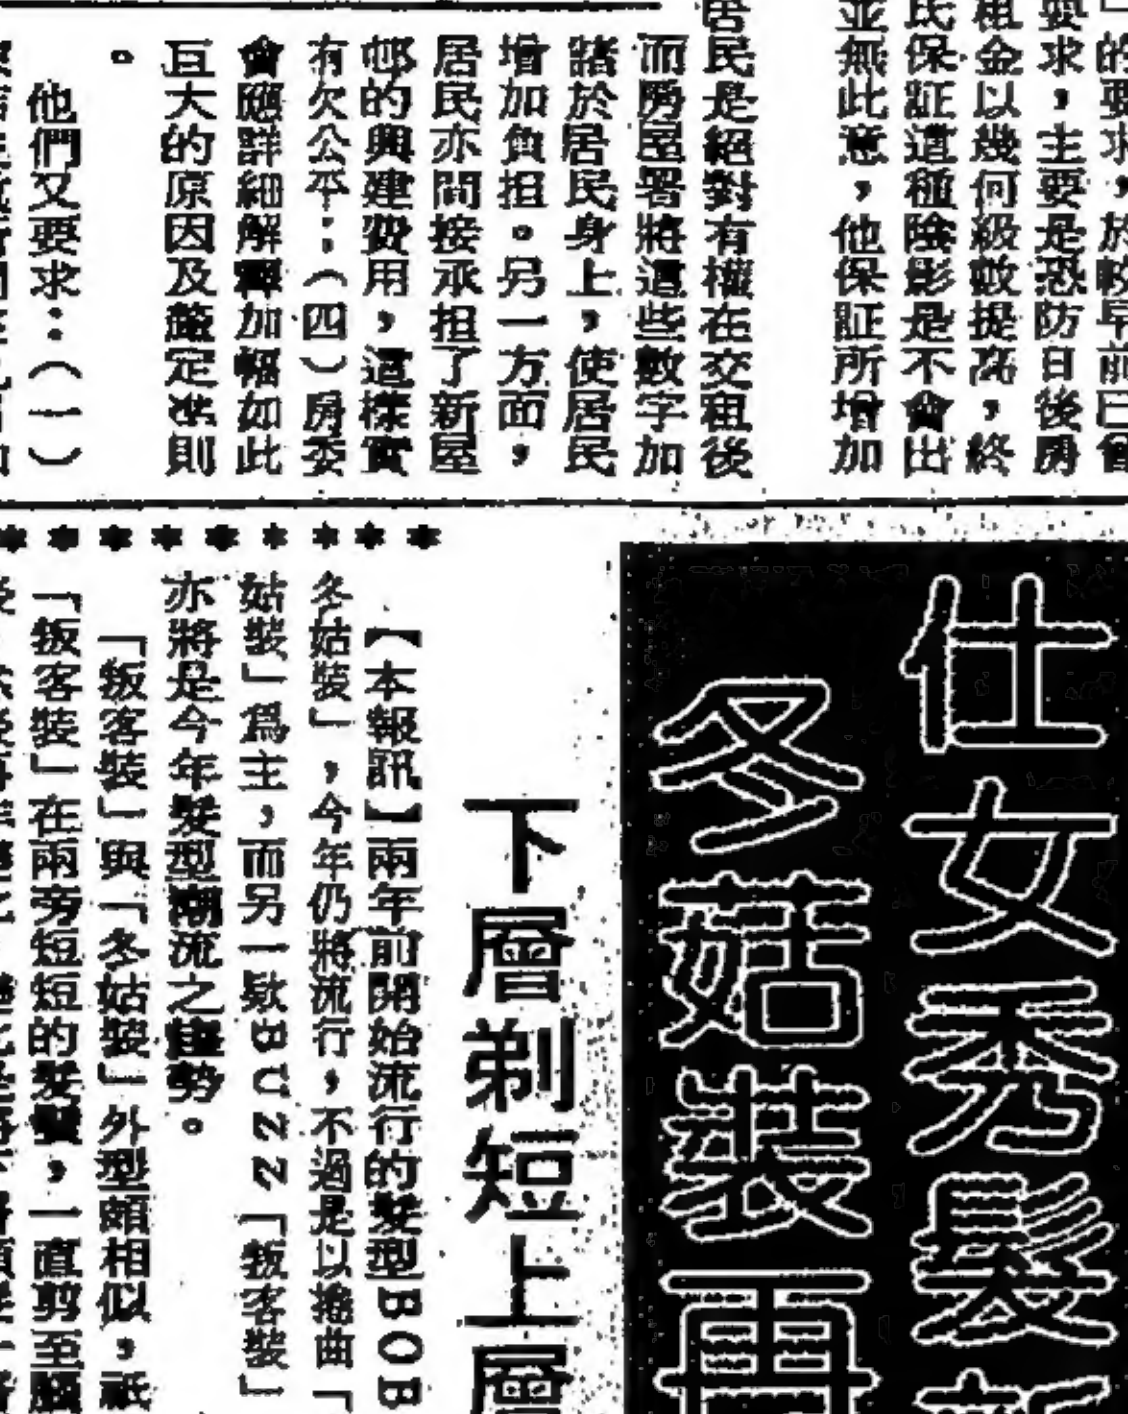 」的要求，於較早前已曾
要求，主要是恐防日後房
租金以幾何級數提高，終
民保証這種陰影是不會出
並無此意，他保証所增加
居民是絕對有權在交租後
而房屋署將這些數字加
諸於居民身上，使居民
增加負担。另一方面，
居民亦間接承担了新屋
邨的興建費用，這樣實
有欠公平；（四）房委
會應詳細解釋加幅如此
巨大的原因及釐定準則
。
他們又要求：（一）
仕女秀髮新
冬菇裝再
下層剃短上層
【本報訊】兩年前開始流行的髮型BOB
冬菇裝」，今年仍將流行，不過是以捲曲「
姑裝」爲主，而另一欵BUZZ「扳客裝」
亦將是今年髮型潮流之趨勢。
「扳客裝」與「冬姑裝」外型頗相似，祇
「扳客裝」在兩旁短短的髮鬢，一直剪至腦